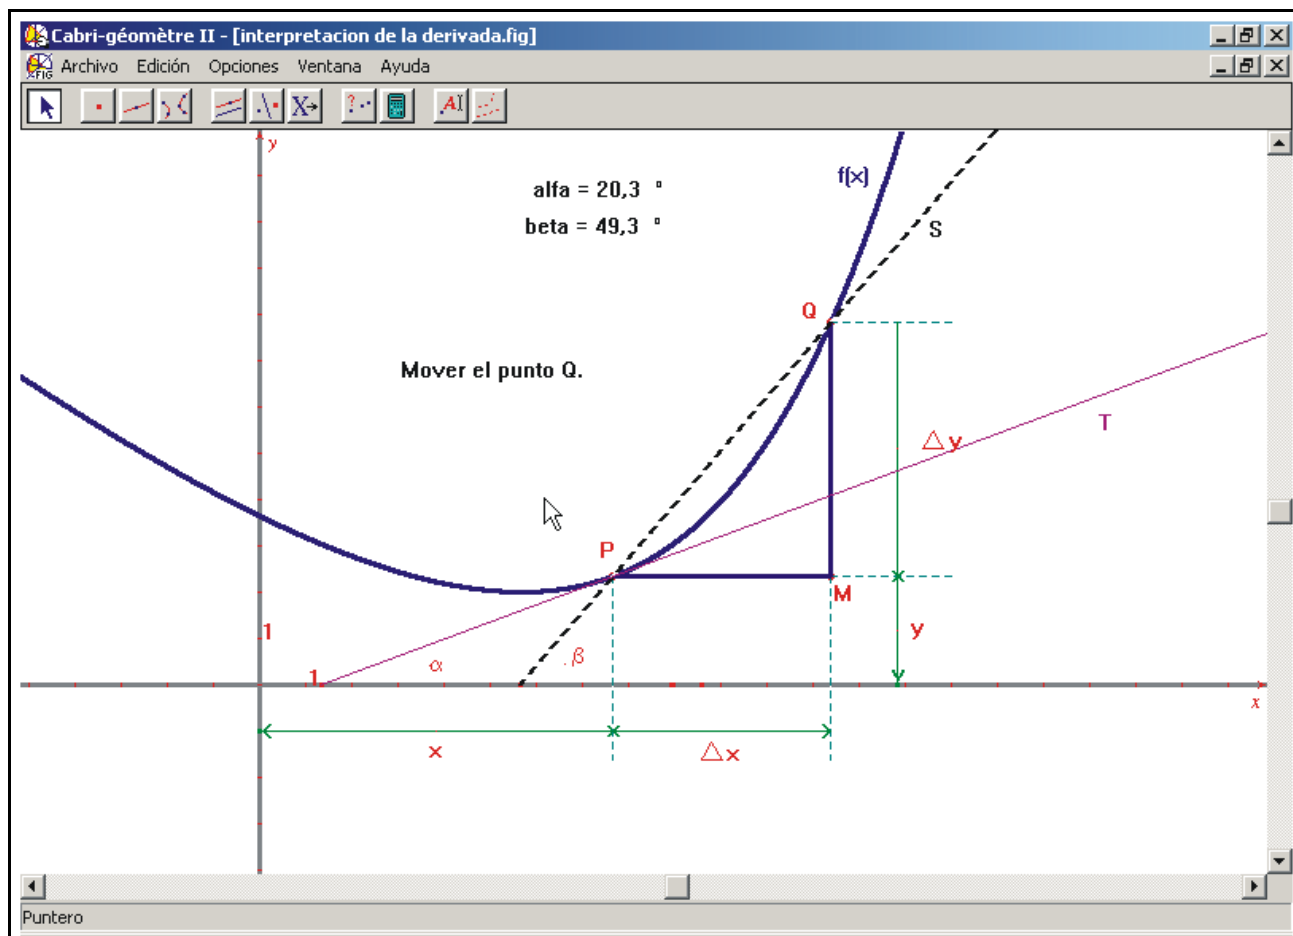 Cabri-géomètre II - [interpretacion de la derivada.fig]
FIG Archivo Edición Opciones Ventana Ayuda
X ? A
y
alfa = 20,3 °
beta = 49,3 °
f(x)
S
Q
Mover el punto Q.
T
△y
P
M
1
y
α
β
1
x
x
△x
Puntero